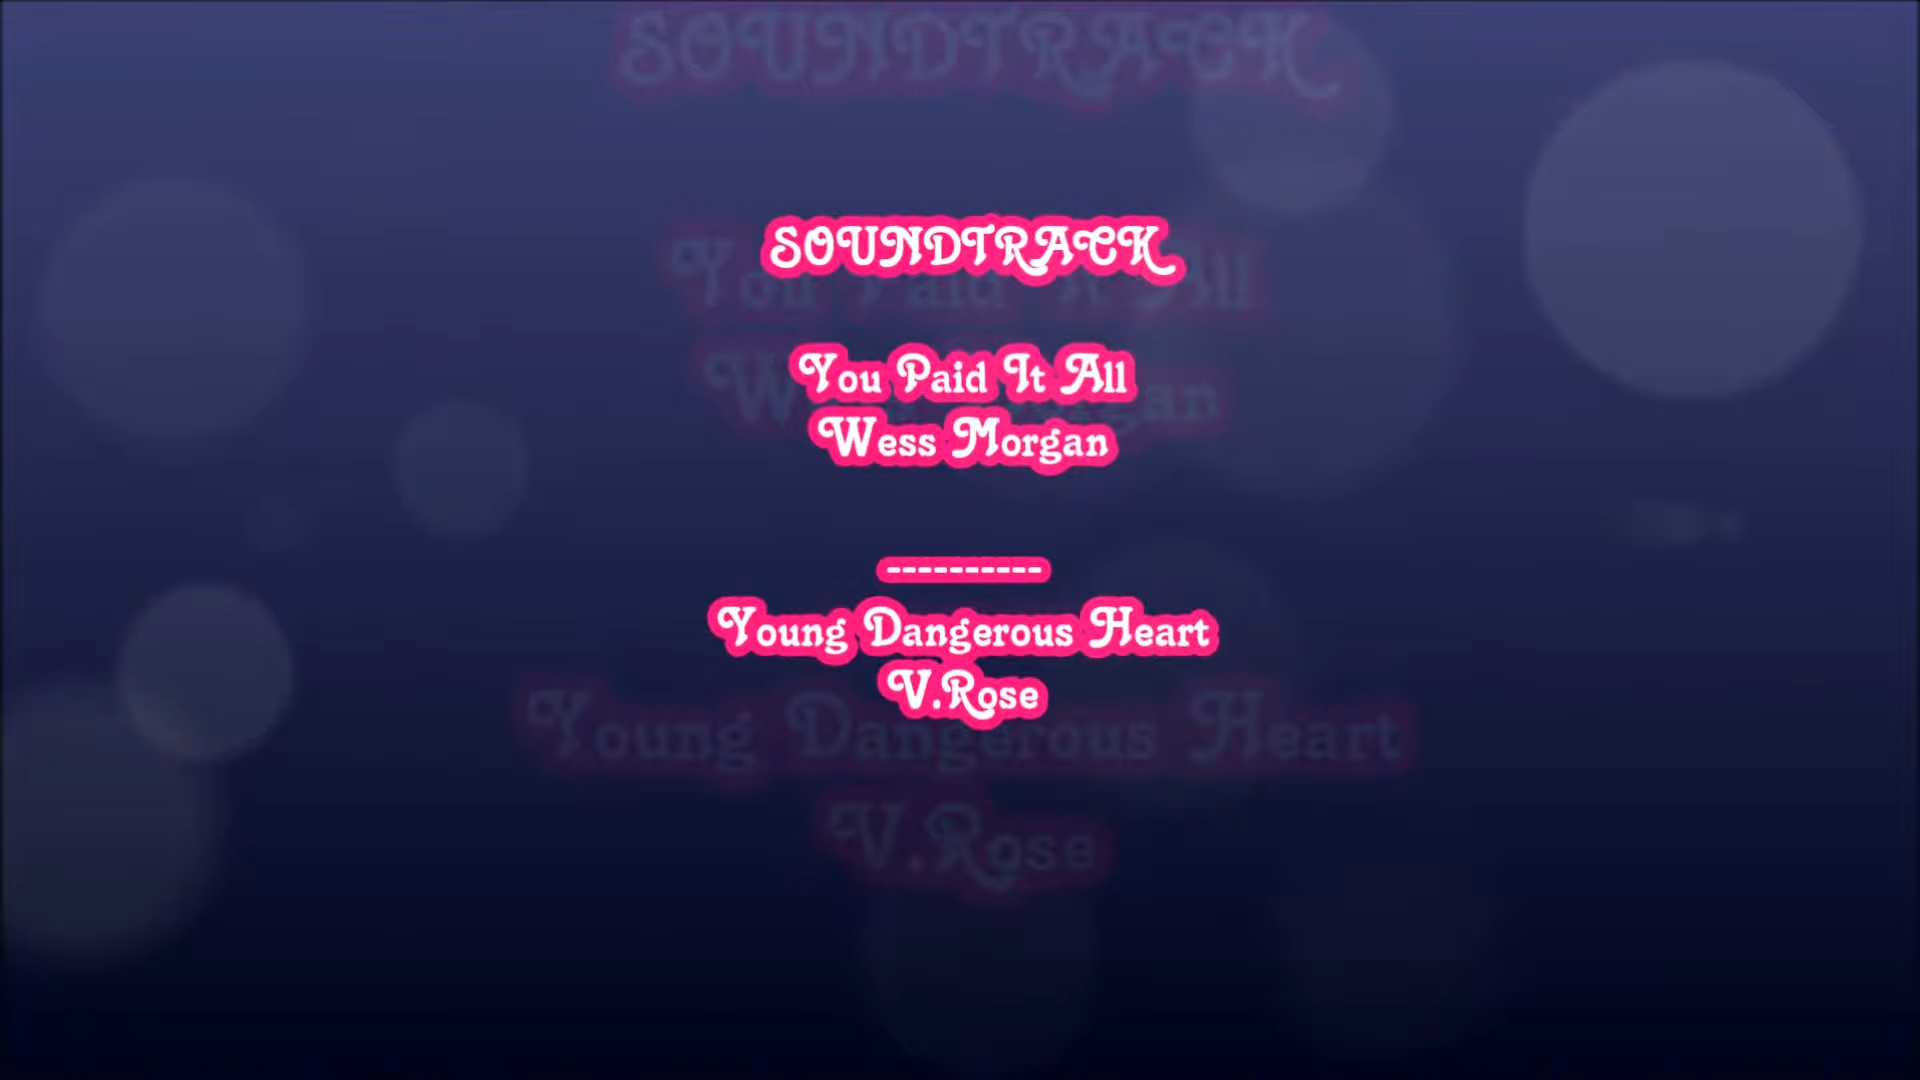 SOUNDTRACK
You Paid It All
Wess Morgan
----------
Young Dangerous Heart
V.Rose